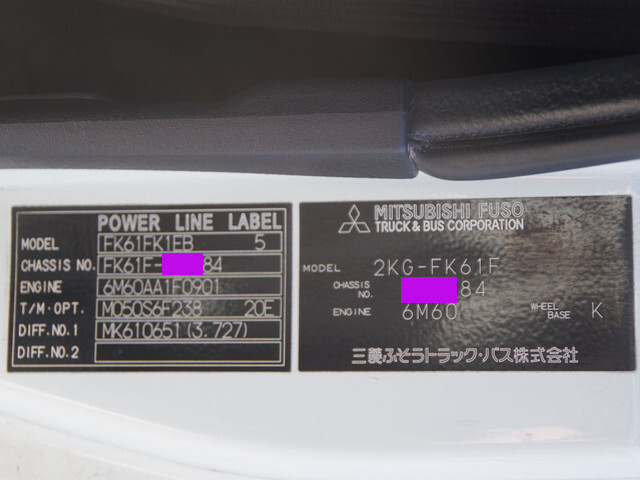 POWER LINE LABEL
MODEL FK61FK1EB 5
CHASSIS NO. FK61F- 84
ENGINE 6M60AA1F0901
T/M・OPT. M050S6F238 20E
DIFF.NO.1 MK610651(3.727)
DIFF.NO.2
MITSUBISHI FUSO
TRUCK & BUS CORPORATION
MODEL 2KG-FK61F
CHASSIS NO. 84
ENGINE 6M60 WHEEL BASE K
三菱ふそうトラック・バス株式会社